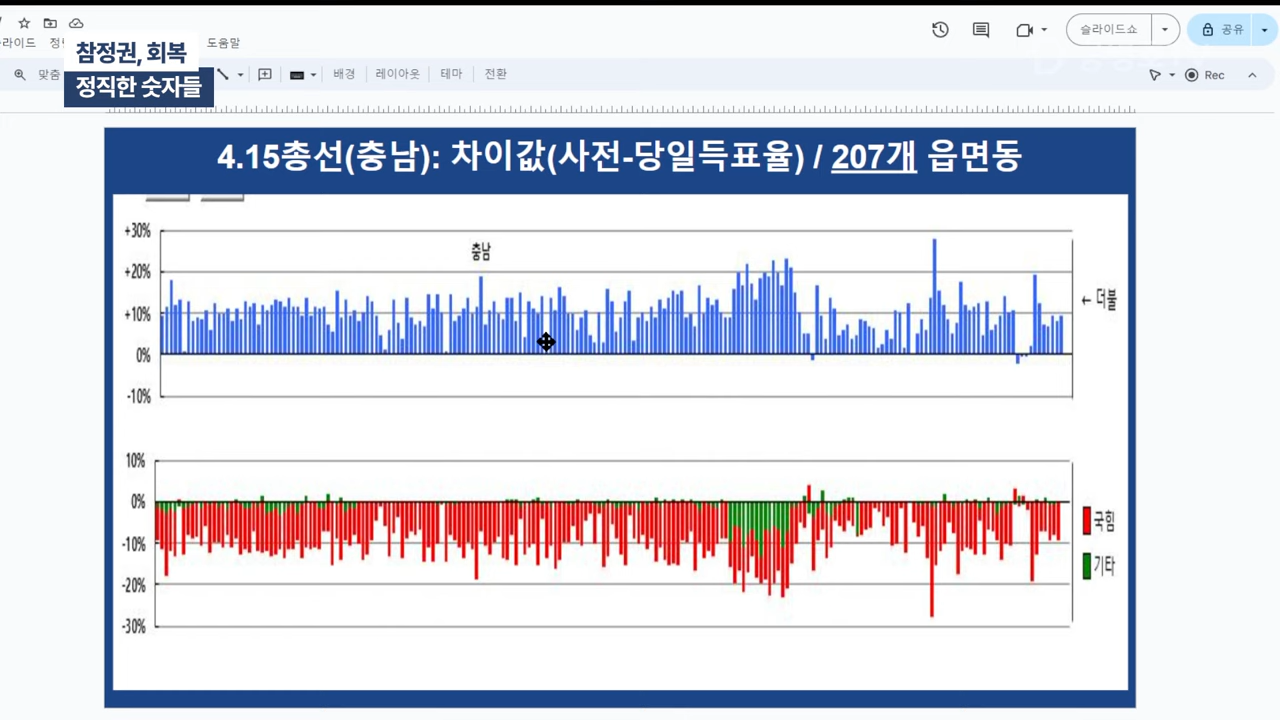 참정권, 회복
정직한 숫자들
라이드
도움말
슬라이드쇼
공유
맞춤
배경
레이아웃
테마
전환
Rec
4.15총선(충남): 차이값(사전-당일득표율) / 207개 읍면동
+30%
+20%
+10%
0%
-10%
충남
← 더불
10%
0%
-10%
-20%
-30%
국힘
기타